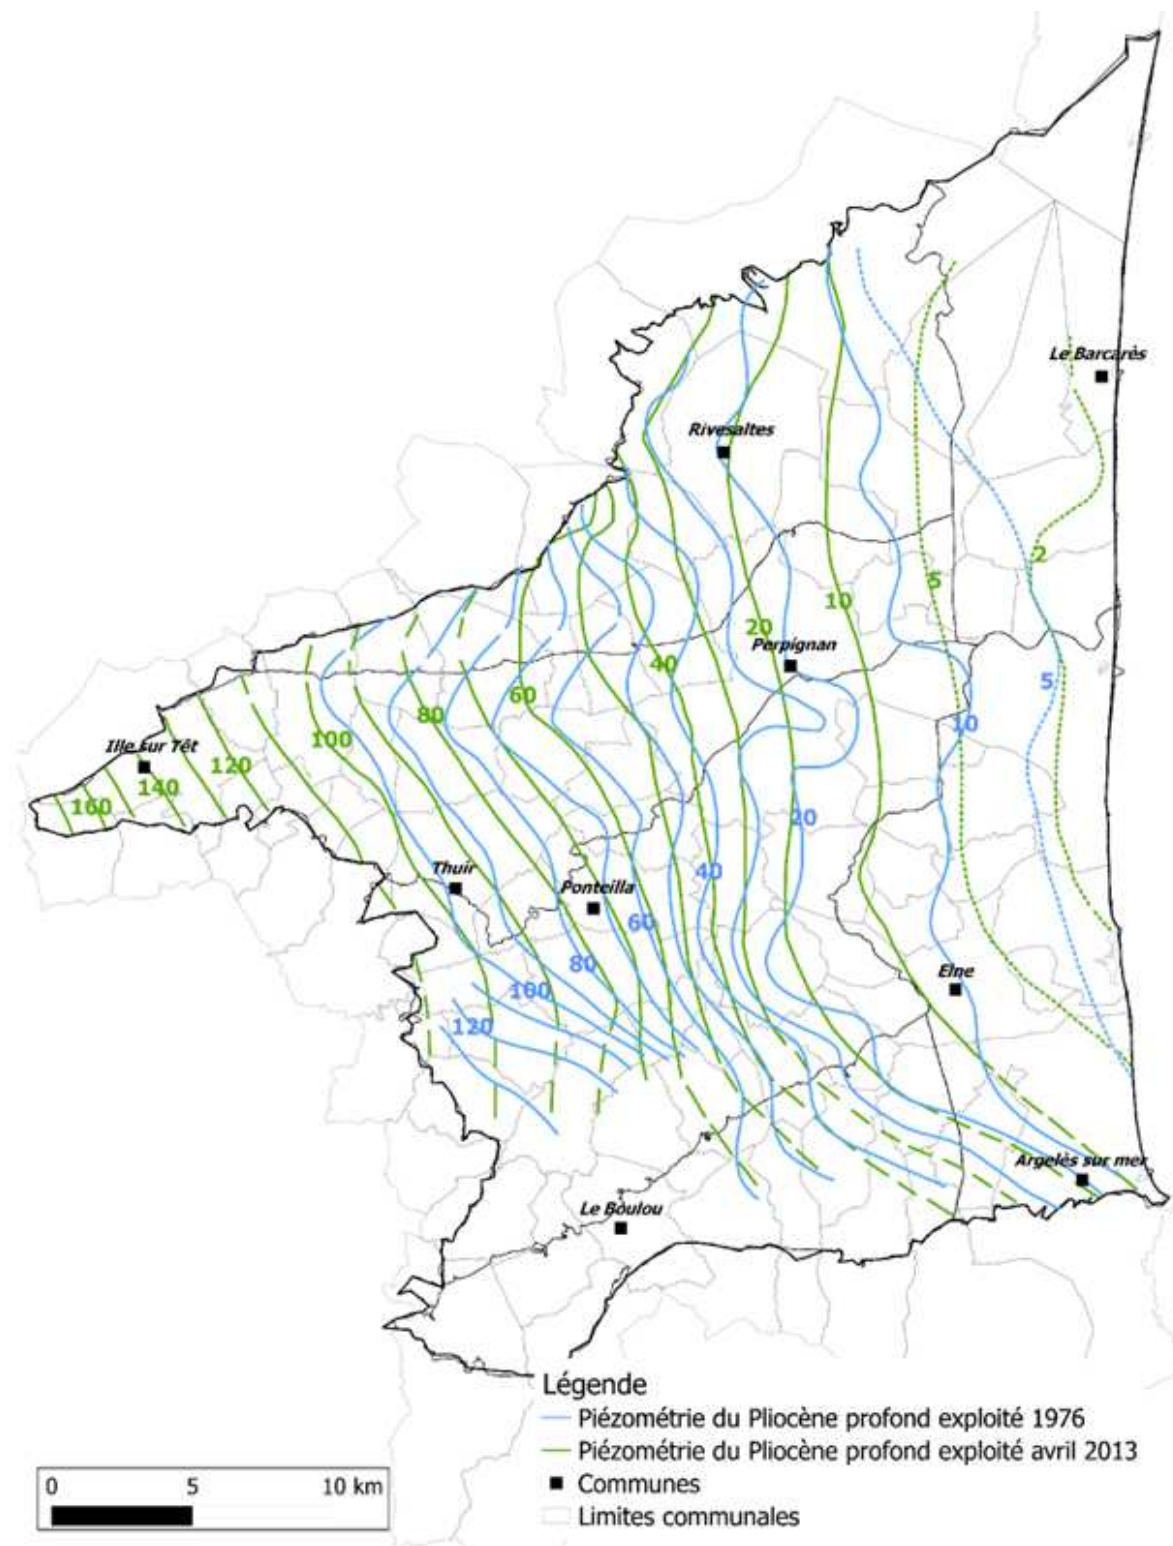 Le Barcarès
Rivesaltes
2
5
10
20
Perpignan
40
60
5
80
10
100
Ille sur Têt
120
140
160
20
Thuir
40
Ponteilla
60
80
Elne
100
120
Argelès sur mer
Le Boulou
Légende
Piézométrie du Pliocène profond exploité 1976
Piézométrie du Pliocène profond exploité avril 2013
Communes
Limites communales
0 5 10 km